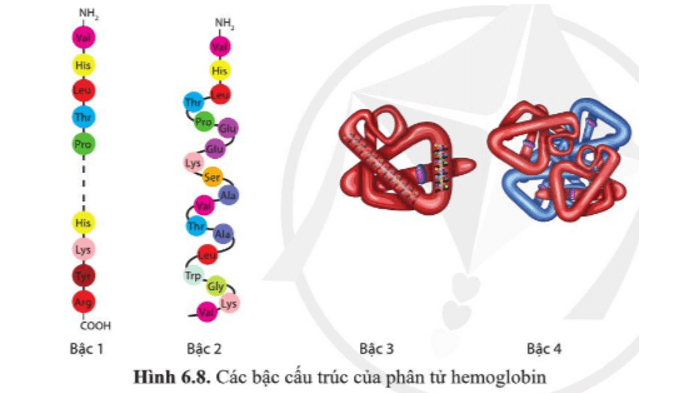 NH₂
Val
His
Leu
Thr
Pro
His
Lys
Tyr
Arg
COOH
Bậc 1
NH₂
Val
His
Leu
Thr
Pro
Glu
Glu
Lys
Ser
Ala
Val
Thr
Ala
Leu
Trp
Gly
Lys
Val
Bậc 2
Bậc 3
Bậc 4
Hình 6.8. Các bậc cấu trúc của phân tử hemoglobin